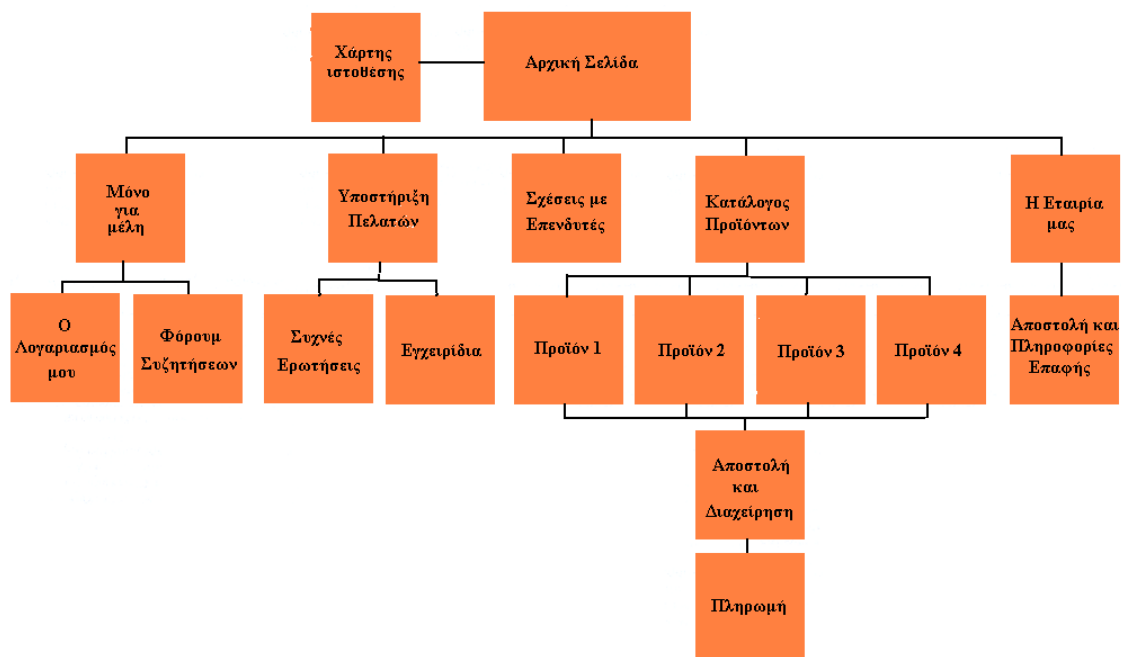 Χάρτης
ιστοθέσης
Αρχική Σελίδα
Μόνο
για
μέλη
Υποστήριξη
Πελατών
Σχέσεις με
Επενδυτές
Κατάλογος
Προϊόντων
Η Εταιρία
μας
Ο
Λογαριασμός
μου
Φόρουμ
Συζητήσεων
Συχνές
Ερωτήσεις
Εγχειρίδια
Προϊόν 1
Προϊόν 2
Προϊόν 3
Προϊόν 4
Αποστολή και
Πληροφορίες
Επαφής
Αποστολή
και
Διαχείρηση
Πληρωμή